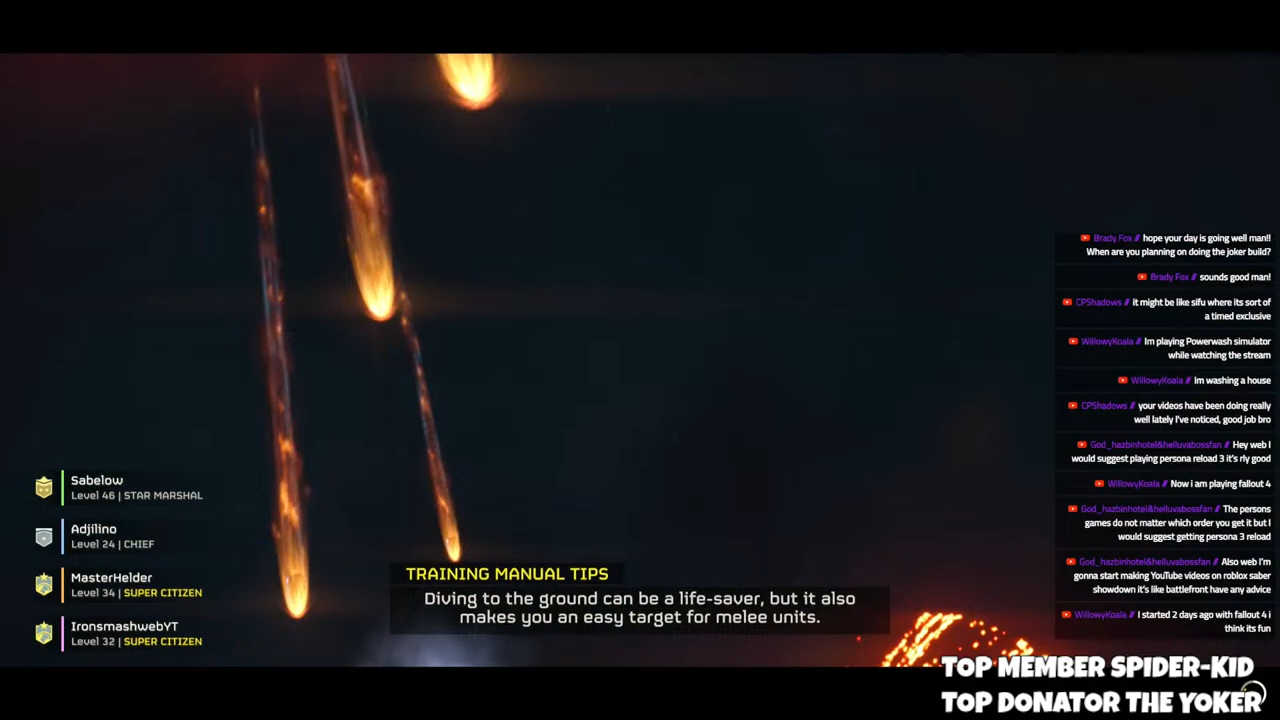 Brady Fox // hope your day is going well man!!
When are you planning on doing the joker build?
Brady Fox // sounds good man!
CPShadows // it might be like sifu where its sort of
a timed exclusive
WillowyKoala // Im playing Powerwash simulator
while watching the stream
WillowyKoala // Im washing a house
CPShadows // your videos have been doing really
well lately I've noticed, good job bro
God_hazbinhotel&helluvabossfan // Hey web I
would suggest playing persona reload 3 it's rly good
WillowyKoala // Now i am playing fallout 4
God_hazbinhotel&helluvabossfan // The persons
games do not matter which order you get it but I
would suggest getting persona 3 reload
God_hazbinhotel&helluvabossfan // Also web I'm
gonna start making YouTube videos on roblox saber
showdown it's like battlefront have any advice
WillowyKoala // I started 2 days ago with fallout 4 i
think its fun
Sabelow
Level 46 | STAR MARSHAL
Adjilino
Level 24 | CHIEF
MasterHelder
Level 34 | SUPER CITIZEN
IronsmashwebYT
Level 32 | SUPER CITIZEN
TRAINING MANUAL TIPS
Diving to the ground can be a life-saver, but it also
makes you an easy target for melee units.
TOP MEMBER SPIDER-KID
TOP DONATOR THE YOKER